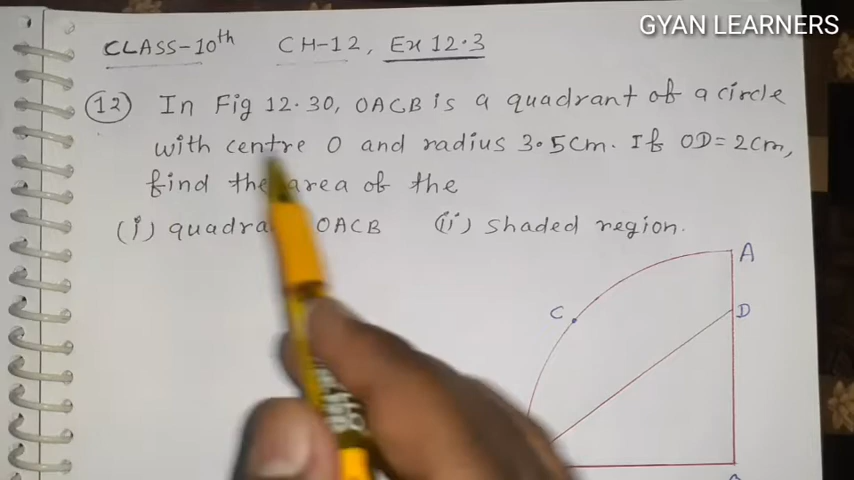 GYAN LEARNERS
CLASS-10th CH-12, Ex 12.3
(12) In Fig 12.30, OACB is a quadrant of a circle
with centre O and radius 3.5cm. If OD=2cm,
find the area of the
(i) OACB (ii) shaded region.
A
C
D